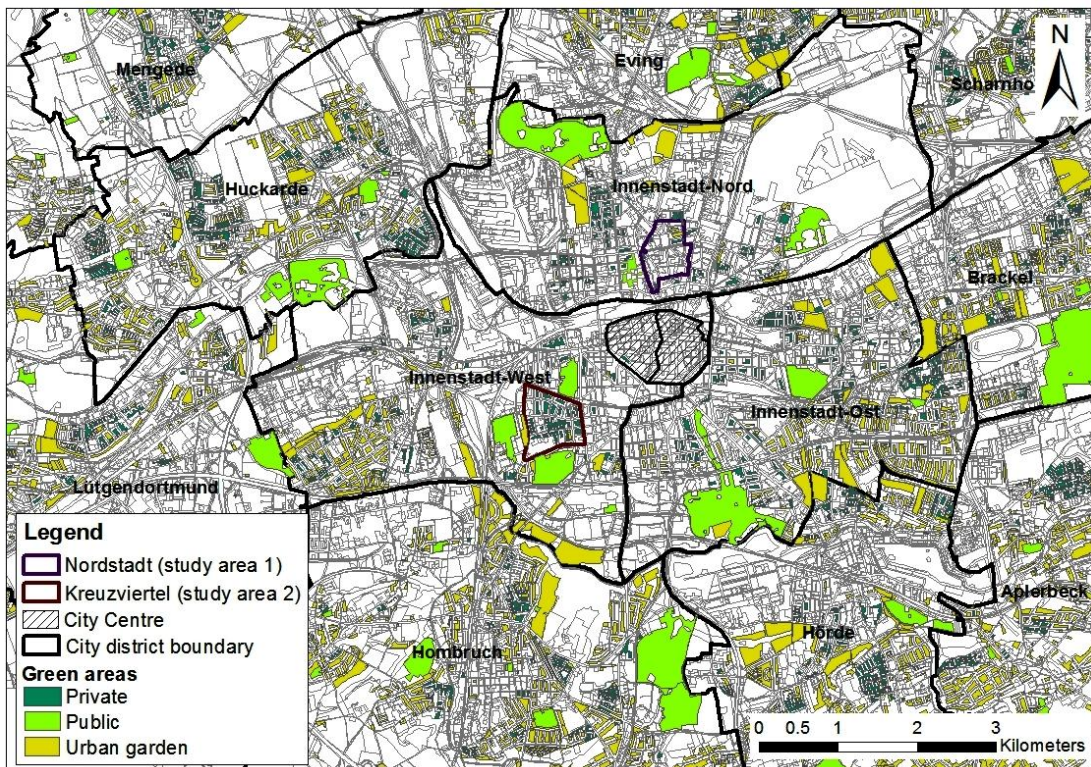 Mengede
Eving
Scharnho
N
Huckarde
Innenstadt-Nord
Brackel
Innenstadt-West
Innenstadt-Ost
Lütgendortmund
Aplerbeck
Hörde
Hombruch
Legend
Nordstadt (study area 1)
Kreuzviertel (study area 2)
City Centre
City district boundary
Green areas
Private
Public
Urban garden
0 0.5 1 2 3
Kilometers